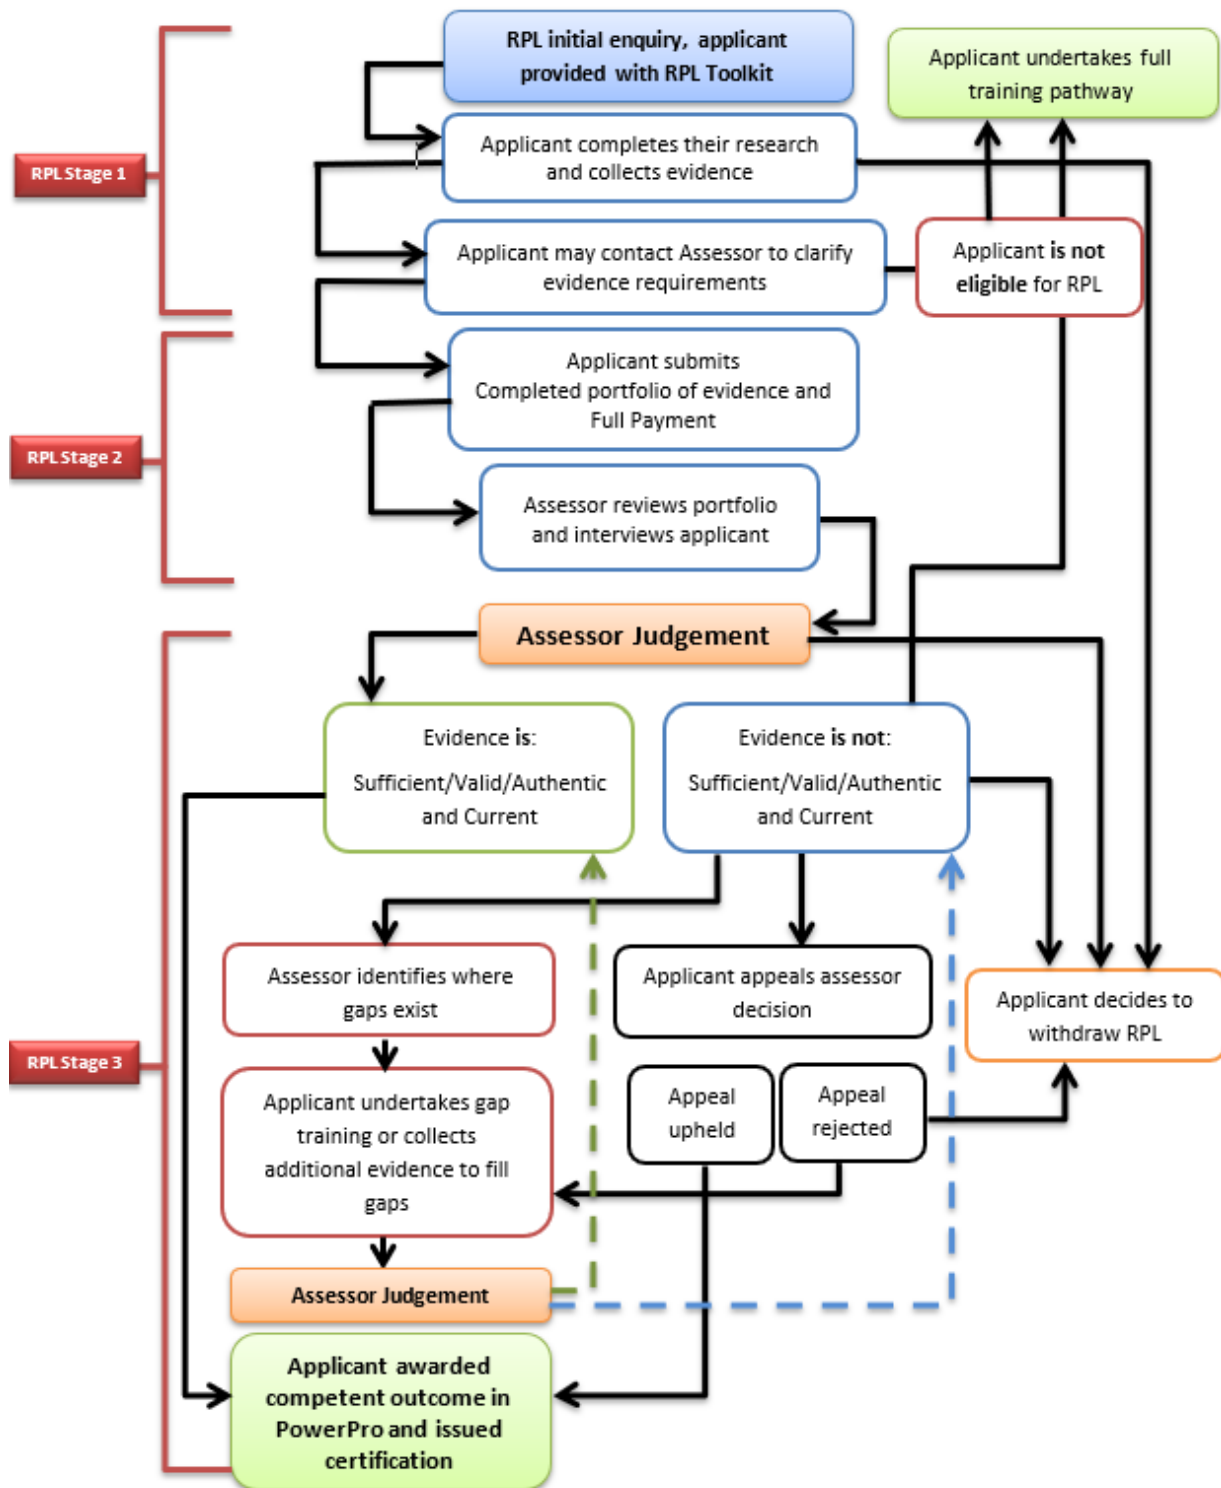 RPL initial enquiry, applicant
provided with RPL Toolkit
Applicant undertakes full
training pathway
Applicant completes their research
and collects evidence
RPL Stage 1
Applicant may contact Assessor to clarify
evidence requirements
Applicant is not
eligible for RPL
Applicant submits
Completed portfolio of evidence and
Full Payment
RPL Stage 2
Assessor reviews portfolio
and interviews applicant
Assessor Judgement
Evidence is:
Sufficient/Valid/Authentic
and Current
Evidence is not:
Sufficient/Valid/Authentic
and Current
Assessor identifies where
gaps exist
Applicant appeals assessor
decision
Applicant decides to
withdraw RPL
RPL Stage 3
Applicant undertakes gap
training or collects
additional evidence to fill
gaps
Appeal
upheld
Appeal
rejected
Assessor Judgement
Applicant awarded
competent outcome in
PowerPro and issued
certification